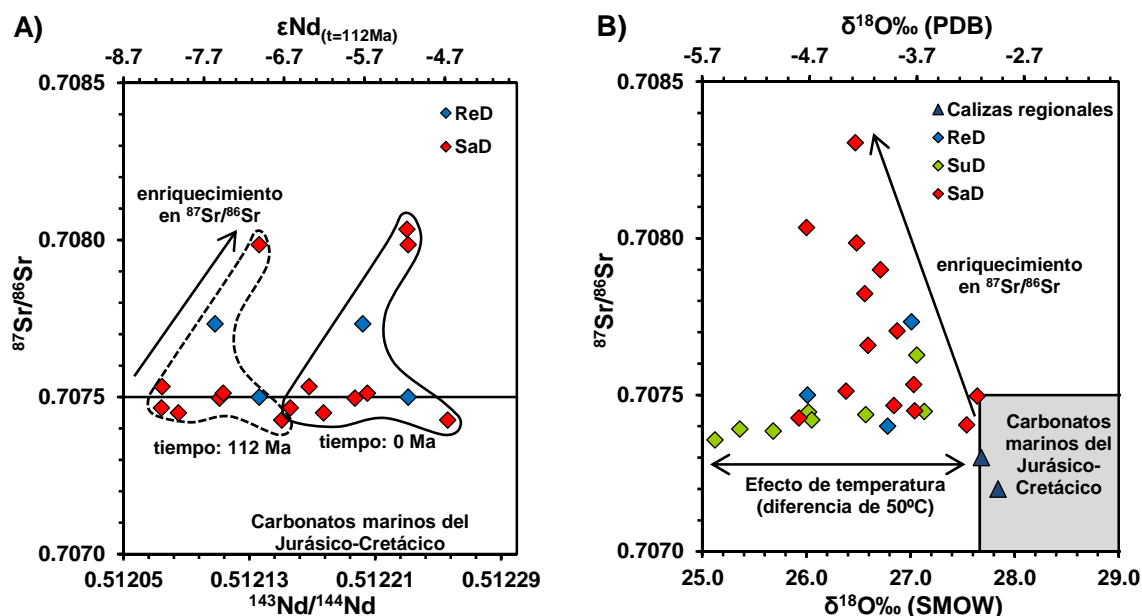 A)
εNd(t=112Ma)
-8.7 -7.7 -6.7 -5.7 -4.7
0.7085
0.7080
0.7075
0.7070
⁸⁷Sr/⁸⁶Sr
ReD
SaD
enriquecimiento
en ⁸⁷Sr/⁸⁶Sr
tiempo: 112 Ma
tiempo: 0 Ma
Carbonatos marinos del
Jurásico-Cretácico
0.51205 0.51213 0.51221 0.51229
¹⁴³Nd/¹⁴⁴Nd
B)
δ¹⁸O‰ (PDB)
-5.7 -4.7 -3.7 -2.7
0.7085
0.7080
0.7075
0.7070
⁸⁷Sr/⁸⁶Sr
Calizas regionales
ReD
SuD
SaD
enriquecimiento
en ⁸⁷Sr/⁸⁶Sr
Efecto de temperatura
(diferencia de 50ºC)
Carbonatos
marinos del
Jurásico-
Cretácico
25.0 26.0 27.0 28.0 29.0
δ¹⁸O‰ (SMOW)